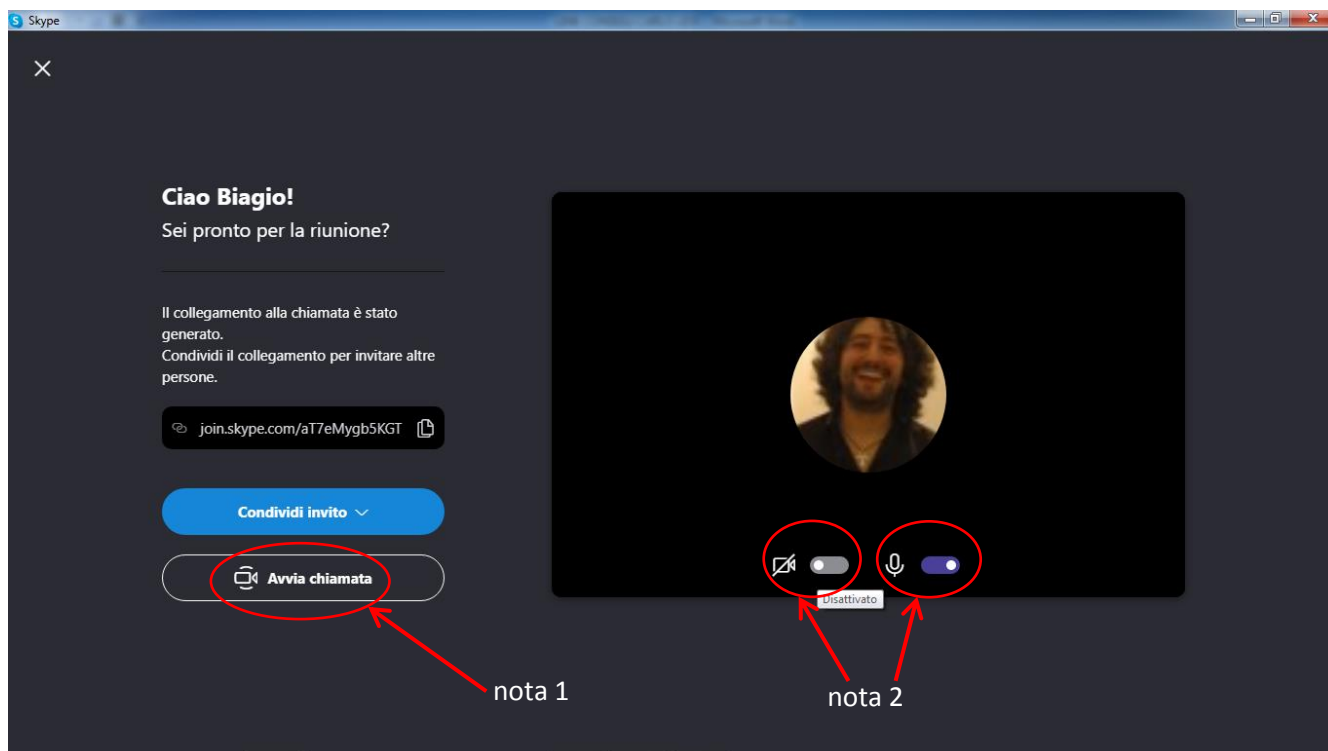 Skype
Ciao Biagio!
Sei pronto per la riunione?
Il collegamento alla chiamata è stato
generato.
Condividi il collegamento per invitare altre
persone.
join.skype.com/aT7eMygb5KGT
Condividi invito
Avvia chiamata
Disattivato
nota 1
nota 2